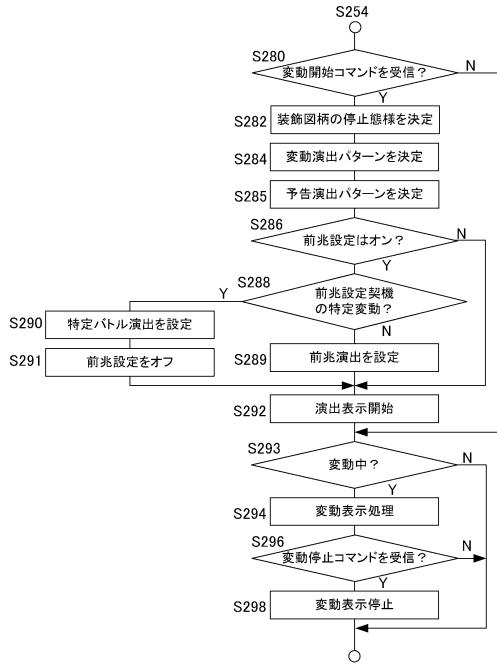 S254
S280
変動開始コマンドを受信？
N
Y
S282
装飾図柄の停止態様を決定
S284
変動演出パターンを決定
S285
予告演出パターンを決定
S286
前兆設定はオン？
N
Y
S288
前兆設定契機
の特定変動？
Y
N
S290
特定バトル演出を設定
S291
前兆設定をオフ
S289
前兆演出を設定
S292
演出表示開始
S293
変動中？
N
Y
S294
変動表示処理
S296
変動停止コマンドを受信？
N
Y
S298
変動表示停止